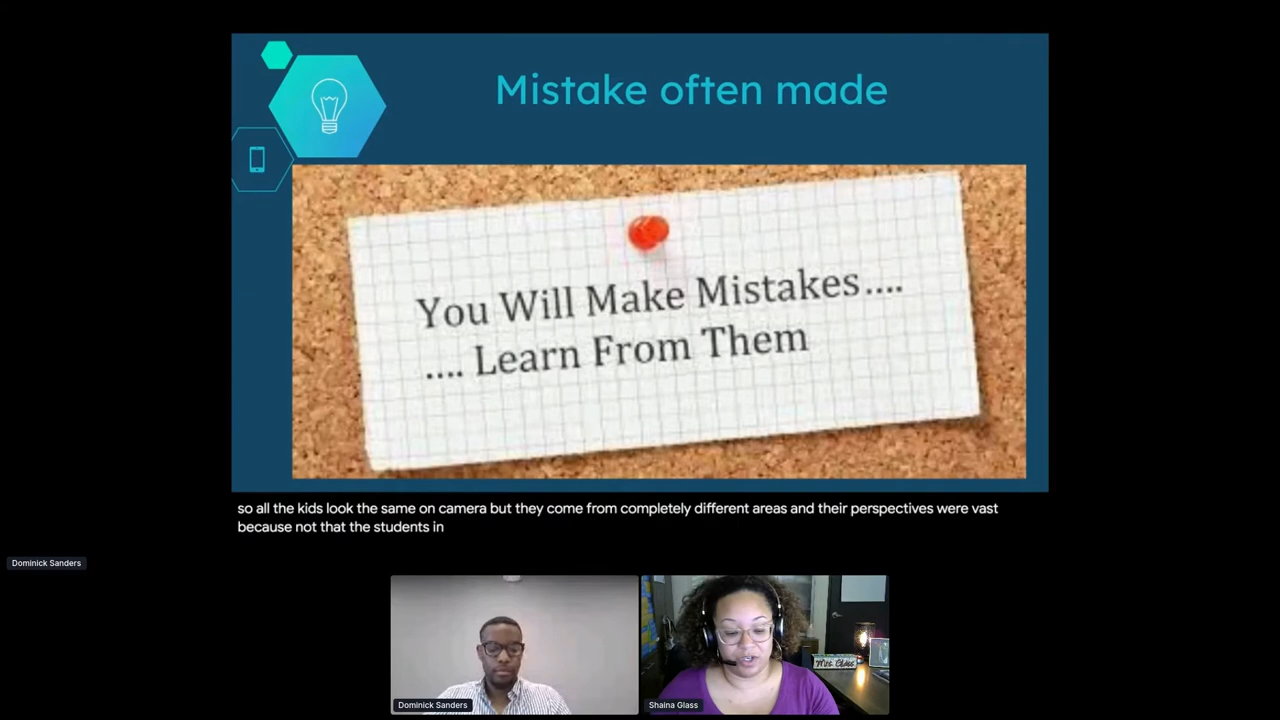 Mistake often made
You Will Make Mistakes....
.... Learn From Them
so all the kids look the same on camera but they come from completely different areas and their perspectives were vast
because not that the students in
Dominick Sanders
Dominick Sanders
Shaina Glass
Mrs. Glass